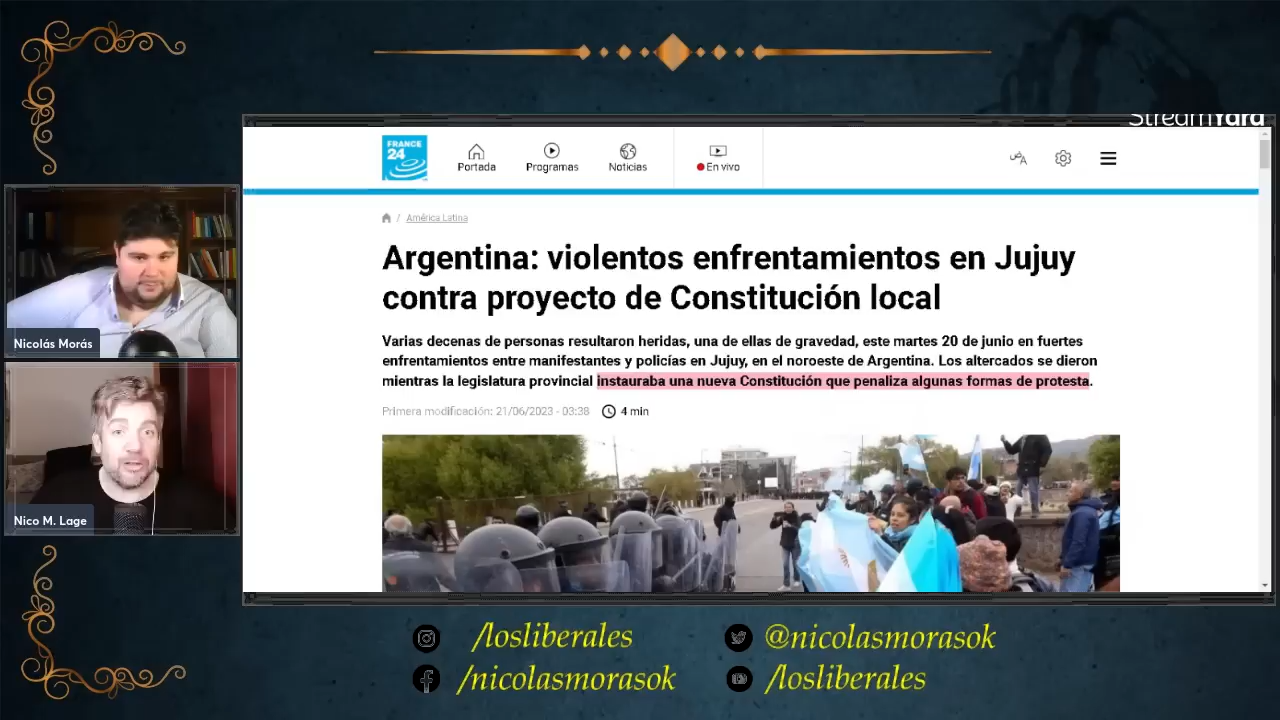 StreamYard
FRANCE
24
Portada
Programas
Noticias
En vivo
/ América Latina
Argentina: violentos enfrentamientos en Jujuy
contra proyecto de Constitución local
Varias decenas de personas resultaron heridas, una de ellas de gravedad, este martes 20 de junio en fuertes
enfrentamientos entre manifestantes y policías en Jujuy, en el noroeste de Argentina. Los altercados se dieron
mientras la legislatura provincial instauraba una nueva Constitución que penaliza algunas formas de protesta.
Primera modificación: 21/06/2023 - 03:38 4 min
Nicolás Morás
Nico M. Lage
/losliberales
@nicolasmorasok
/nicolasmorasok
/losliberales